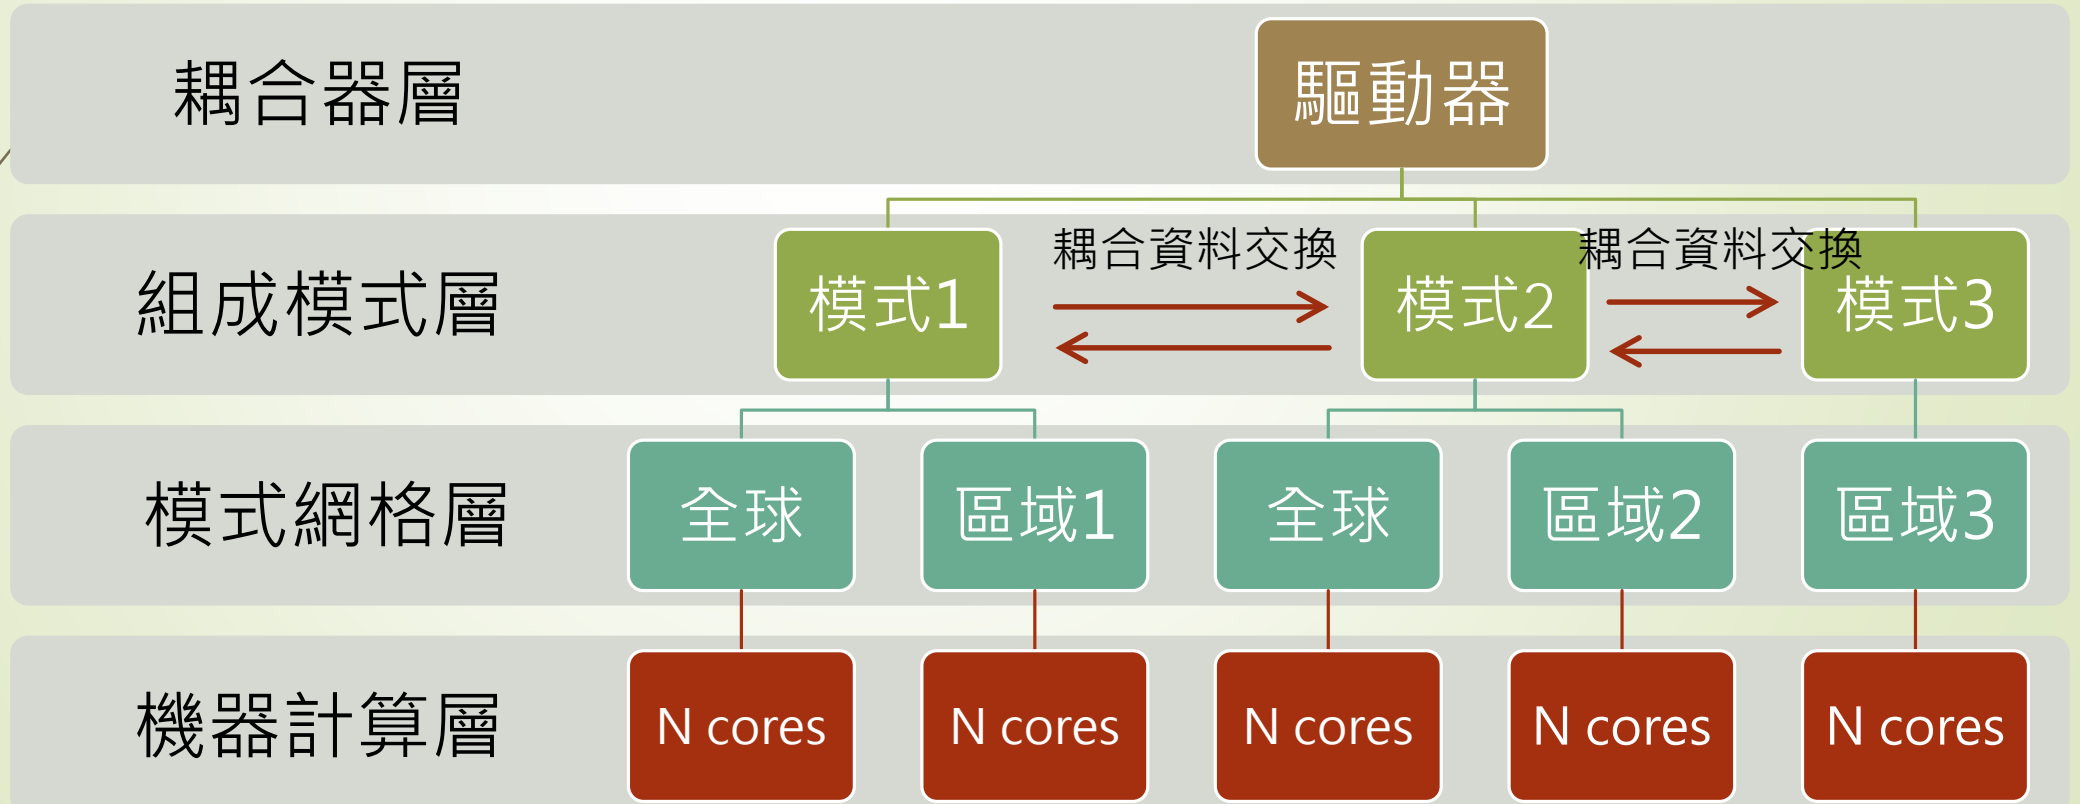 耦合器層
驅動器
組成模式層
模式1
耦合資料交換
模式2
耦合資料交換
模式3
模式網格層
全球
區域1
全球
區域2
區域3
機器計算層
N cores
N cores
N cores
N cores
N cores